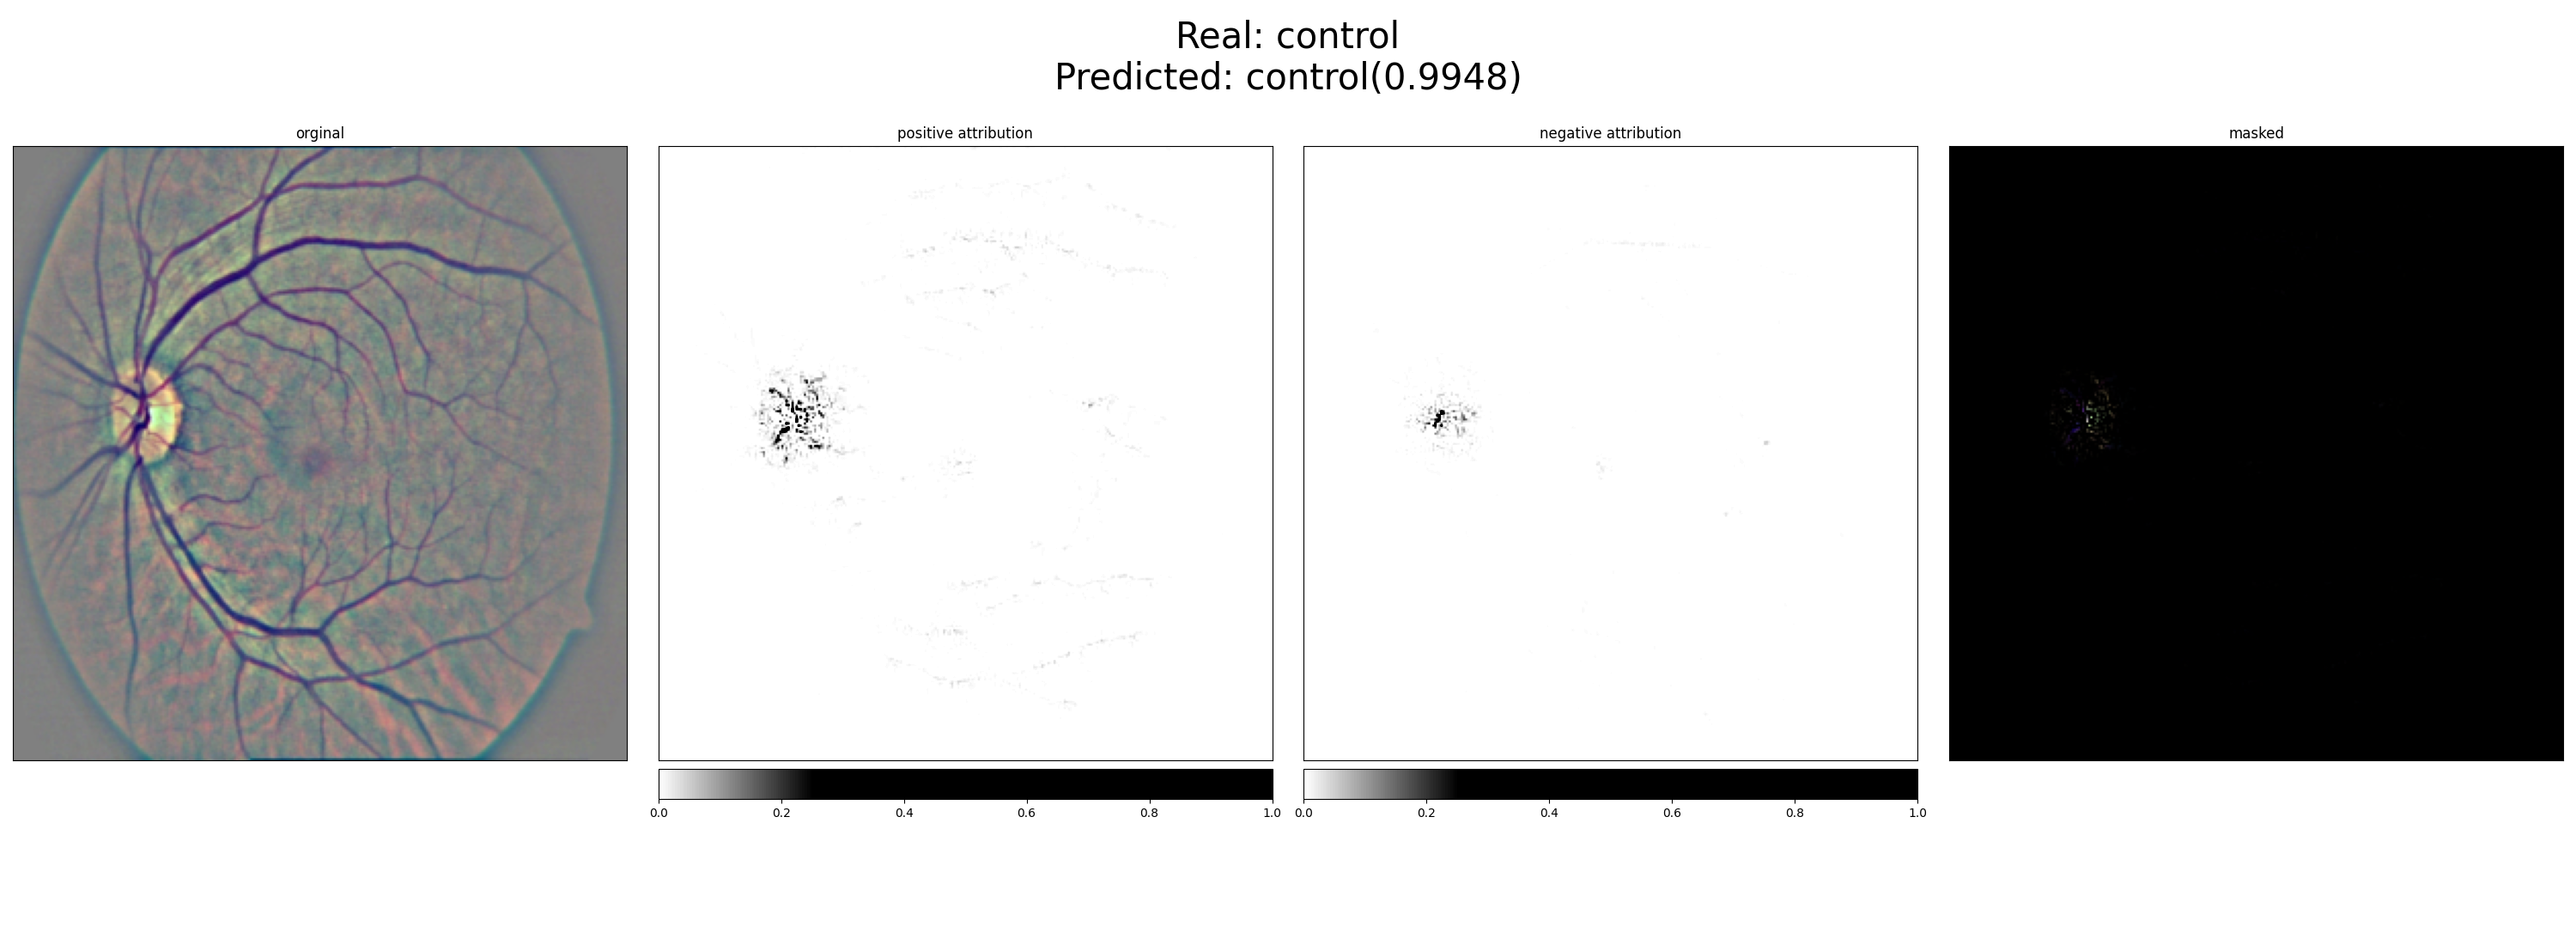 Real: control
Predicted: control(0.9948)
orginal
positive attribution
negative attribution
masked
0.0 0.2 0.4 0.6 0.8 1.0
0.0 0.2 0.4 0.6 0.8 1.0